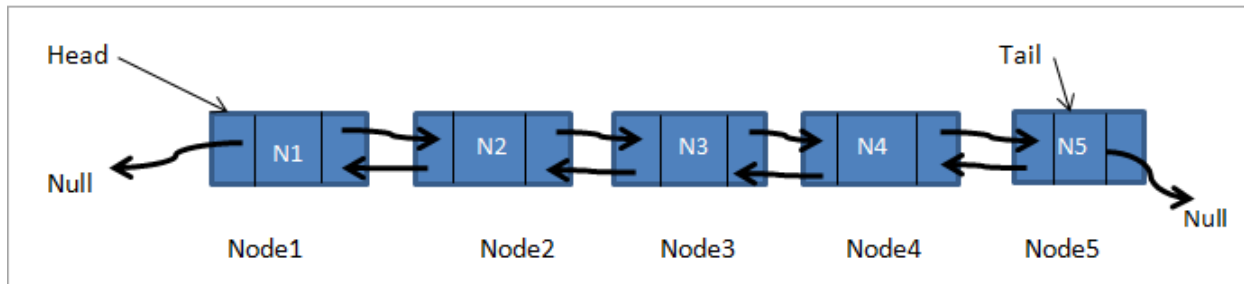 Head
Tail
N1
N2
N3
N4
N5
Null
Null
Node1
Node2
Node3
Node4
Node5